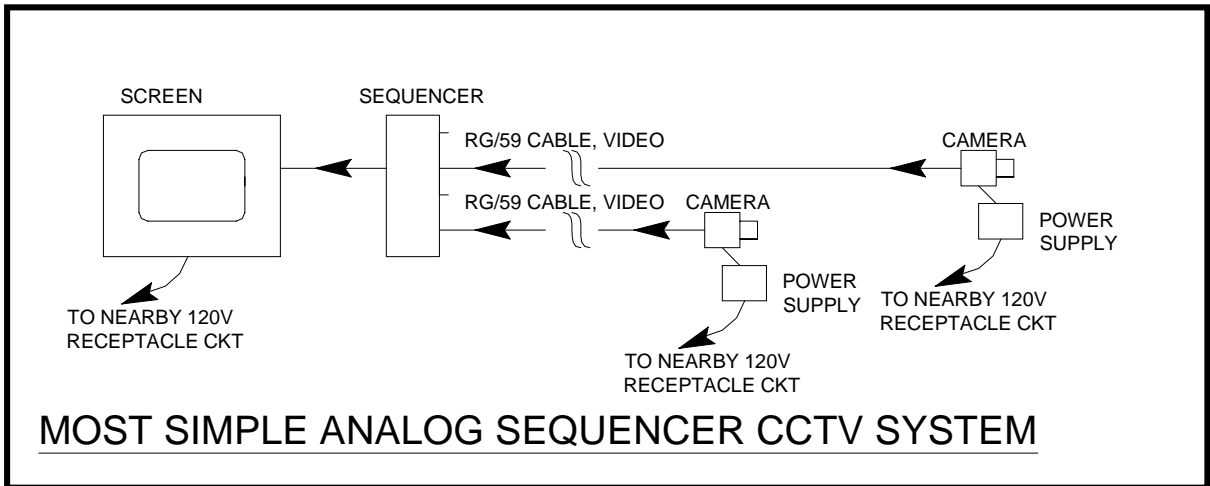 SCREEN
SEQUENCER
RG/59 CABLE, VIDEO
CAMERA
RG/59 CABLE, VIDEO
CAMERA
POWER
SUPPLY
POWER
SUPPLY
TO NEARBY 120V
RECEPTACLE CKT
TO NEARBY 120V
RECEPTACLE CKT
TO NEARBY 120V
RECEPTACLE CKT
MOST SIMPLE ANALOG SEQUENCER CCTV SYSTEM